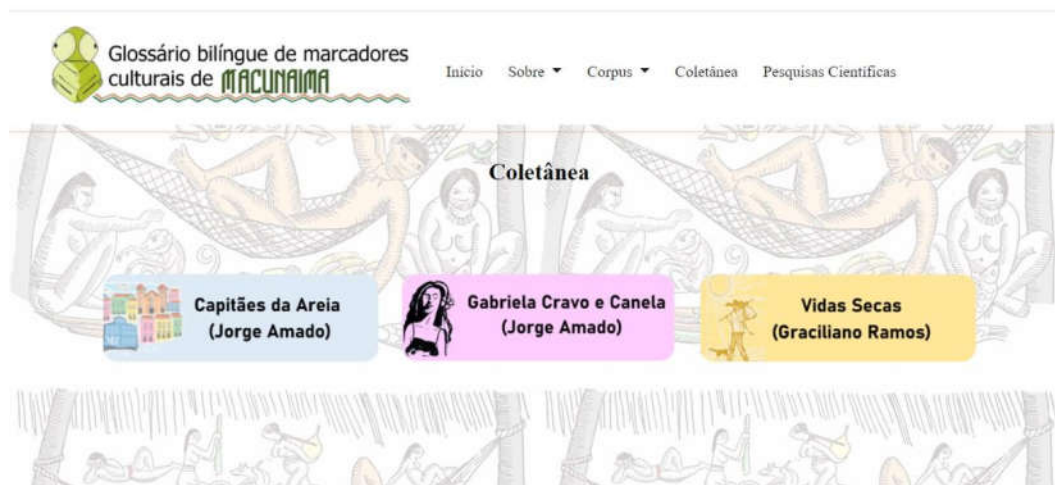 Glossário bilíngue de marcadores
culturais de MACUNAIMA
Início Sobre Corpus Coletânea Pesquisas Científicas
Coletânea
Capitães da Areia
(Jorge Amado)
Gabriela Cravo e Canela
(Jorge Amado)
Vidas Secas
(Graciliano Ramos)